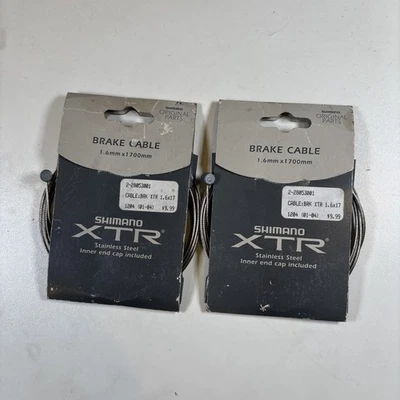 SHIMANO
ORIGINAL
PARTS
BRAKE CABLE
1.6mm x 1700mm
2-28053001
CABLE:BRK XTR 1.6x17
1204 (01-04) $9.99
SHIMANO
XTR
Stainless Steel
Inner end cap included
SHIMANO
ORIGINAL
PARTS
BRAKE CABLE
1.6mm x 1700mm
2-28053001
CABLE:BRK XTR 1.6x17
1204 (01-04) $9.99
SHIMANO
XTR
Stainless Steel
Inner end cap included